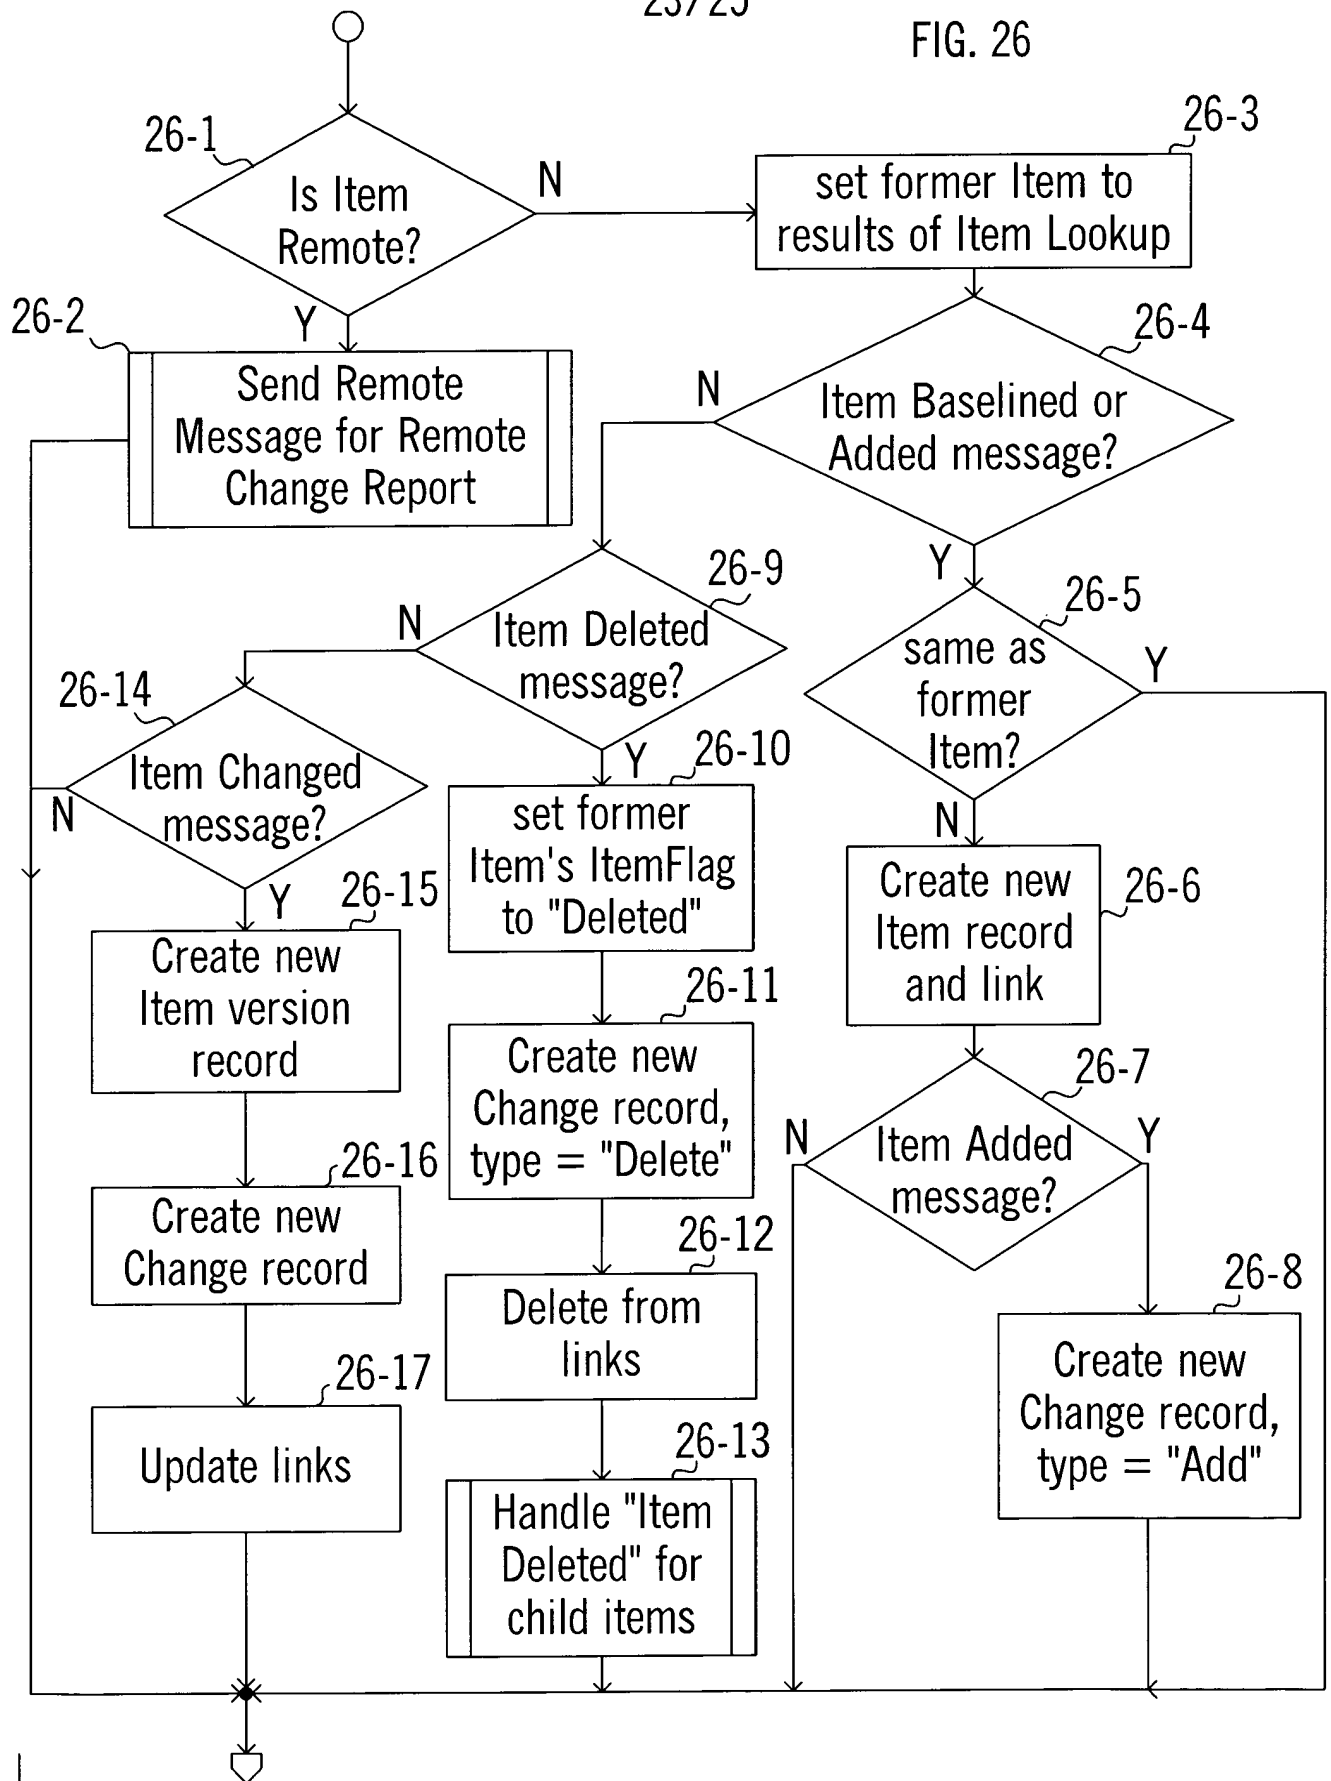 23/25
FIG. 26
26-1
Is Item
Remote?
N
Y
26-3
set former Item to
results of Item Lookup
26-2
Send Remote
Message for Remote
Change Report
26-4
Item Baselined or
Added message?
N
Y
26-9
Item Deleted
message?
N
Y
26-5
same as
former
Item?
Y
N
26-14
Item Changed
message?
N
Y
26-10
set former
Item's ItemFlag
to "Deleted"
26-6
Create new
Item record
and link
26-15
Create new
Item version
record
26-11
Create new
Change record,
type = "Delete"
26-7
Item Added
message?
N
Y
26-16
Create new
Change record
26-12
Delete from
links
26-8
Create new
Change record,
type = "Add"
26-17
Update links
26-13
Handle "Item
Deleted" for
child items